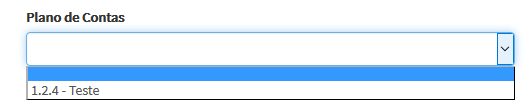 Plano de Contas
1.2.4 - Teste